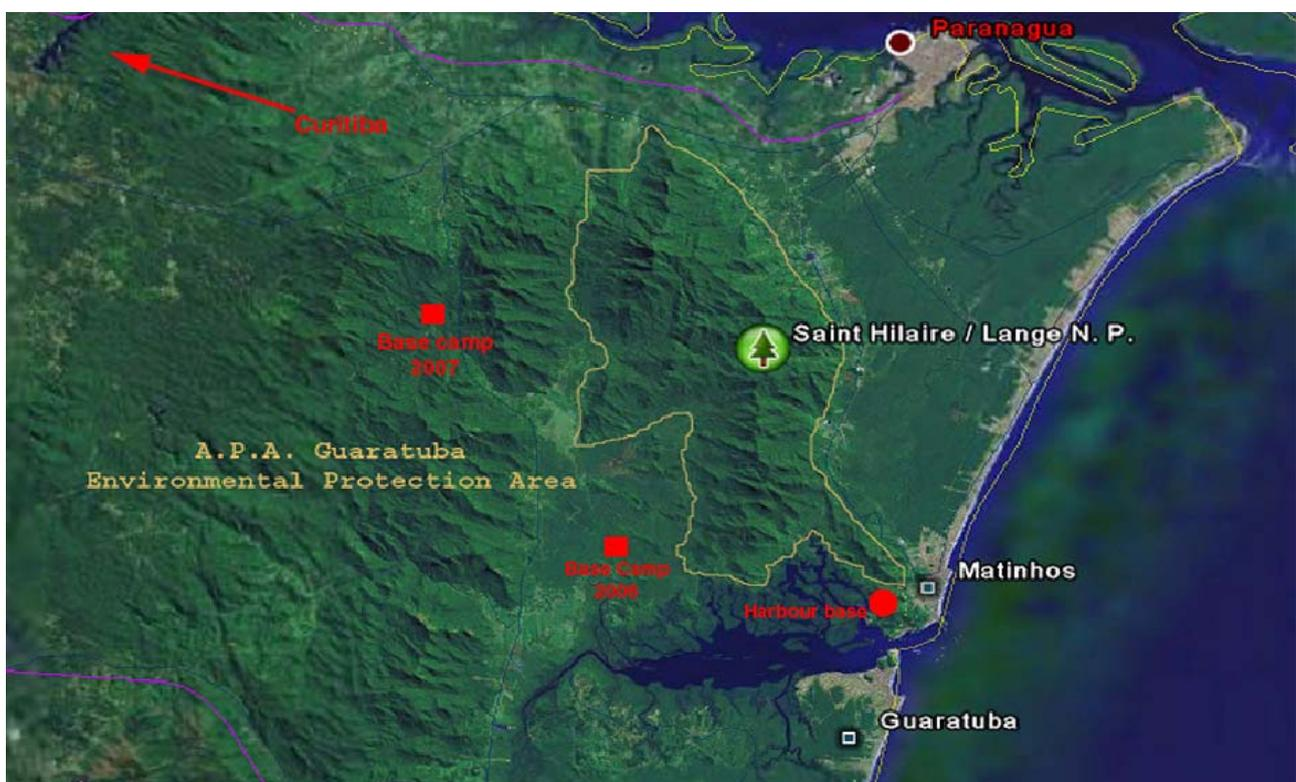 Paranagua
Curitiba
Saint Hilaire / Lange N. P.
Base camp
2007
A.P.A. Guaratuba
Environmental Protection Area
Base Camp
2006
Matinhos
Harbour base
Guaratuba